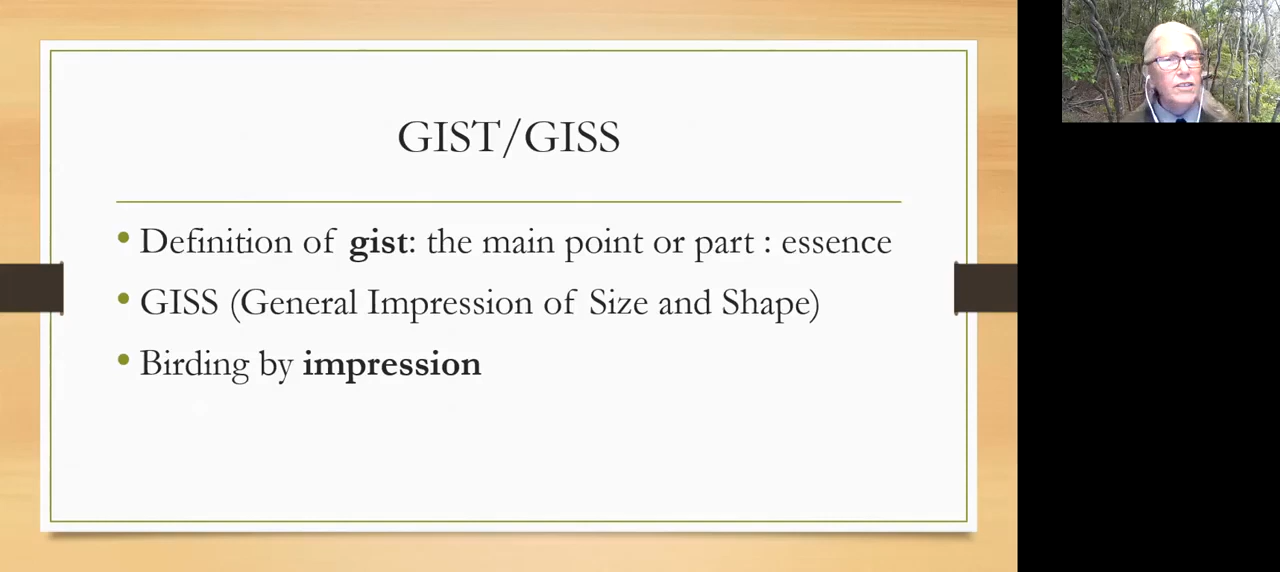 GIST/GISS
• Definition of gist: the main point or part : essence
• GISS (General Impression of Size and Shape)
• Birding by impression